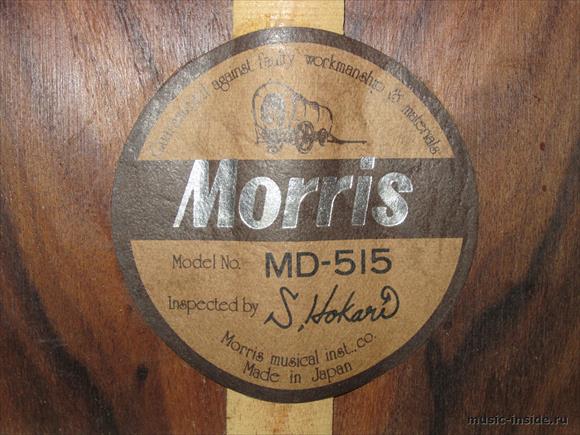 Guaranteed against faulty workmanship & materials
Morris
Model No. MD-515
Inspected by S. Hokari
Morris musical inst., co.
Made in Japan
music-inside.ru